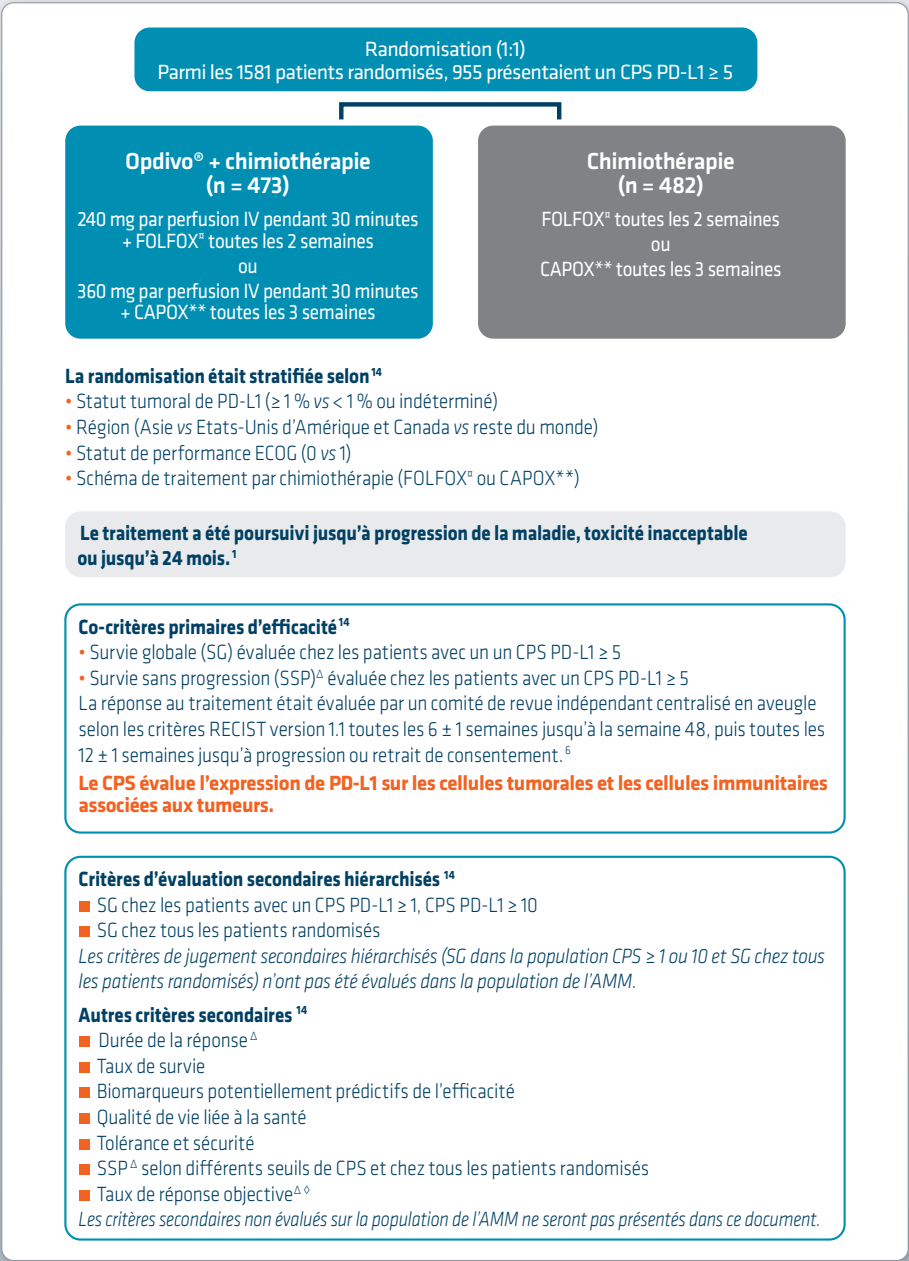 Randomisation (1:1)
Parmi les 1581 patients randomisés, 955 présentaient un CPS PD-L1 ≥ 5
Opdivo® + chimiothérapie
(n = 473)
240 mg par perfusion IV pendant 30 minutes
+ FOLFOX¤ toutes les 2 semaines
ou
360 mg par perfusion IV pendant 30 minutes
+ CAPOX** toutes les 3 semaines
Chimiothérapie
(n = 482)
FOLFOX¤ toutes les 2 semaines
ou
CAPOX** toutes les 3 semaines
La randomisation était stratifiée selon 14
• Statut tumoral de PD-L1 (≥ 1 % vs < 1 % ou indéterminé)
• Région (Asie vs Etats-Unis d’Amérique et Canada vs reste du monde)
• Statut de performance ECOG (0 vs 1)
• Schéma de traitement par chimiothérapie (FOLFOX¤ ou CAPOX**)
Le traitement a été poursuivi jusqu’à progression de la maladie, toxicité inacceptable
ou jusqu’à 24 mois. 1
Co-critères primaires d’efficacité 14
• Survie globale (SG) évaluée chez les patients avec un un CPS PD-L1 ≥ 5
• Survie sans progression (SSP)Δ évaluée chez les patients avec un CPS PD-L1 ≥ 5
La réponse au traitement était évaluée par un comité de revue indépendant centralisé en aveugle
selon les critères RECIST version 1.1 toutes les 6 ± 1 semaines jusqu’à la semaine 48, puis toutes les
12 ± 1 semaines jusqu’à progression ou retrait de consentement. 6
Le CPS évalue l’expression de PD-L1 sur les cellules tumorales et les cellules immunitaires
associées aux tumeurs.
Critères d’évaluation secondaires hiérarchisés 14
■ SG chez les patients avec un CPS PD-L1 ≥ 1, CPS PD-L1 ≥ 10
■ SG chez tous les patients randomisés
Les critères de jugement secondaires hiérarchisés (SG dans la population CPS ≥ 1 ou 10 et SG chez tous
les patients randomisés) n’ont pas été évalués dans la population de l’AMM.
Autres critères secondaires 14
■ Durée de la réponse Δ
■ Taux de survie
■ Biomarqueurs potentiellement prédictifs de l’efficacité
■ Qualité de vie liée à la santé
■ Tolérance et sécurité
■ SSP Δ selon différents seuils de CPS et chez tous les patients randomisés
■ Taux de réponse objective Δ ◊
Les critères secondaires non évalués sur la population de l’AMM ne seront pas présentés dans ce document.